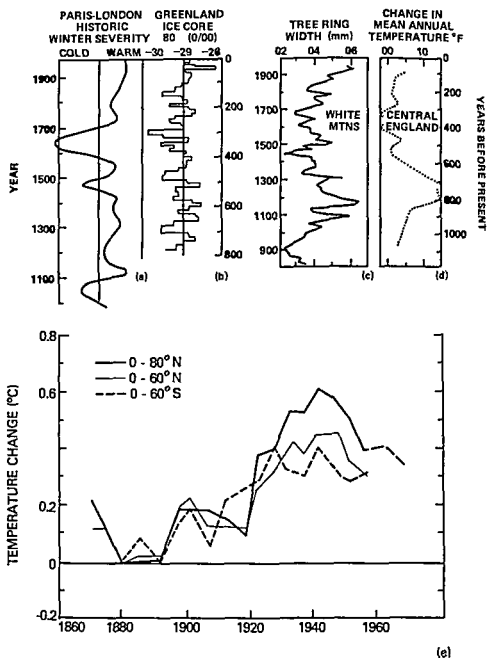 PARIS-LONDON
HISTORIC
WINTER SEVERITY
COLD WARM
GREENLAND
ICE CORE
80 (0/00)
-30 -29 -28
TREE RING
WIDTH (mm)
02 04 06
CHANGE IN
MEAN ANNUAL
TEMPERATURE °F
00 10
YEAR
1900
1700
1500
1300
1100
(a)
0
200
400
600
800
(b)
1900
1700
1500
1300
1100
900
WHITE
MTNS
(c)
CENTRAL
ENGLAND
(d)
0
200
400
600
800
1000
YEARS BEFORE PRESENT
TEMPERATURE CHANGE (°C)
0.8
0.6
0.4
0.2
0
-0.2
0 - 80° N
0 - 60° N
0 - 60° S
1860 1880 1900 1920 1940 1960
(e)